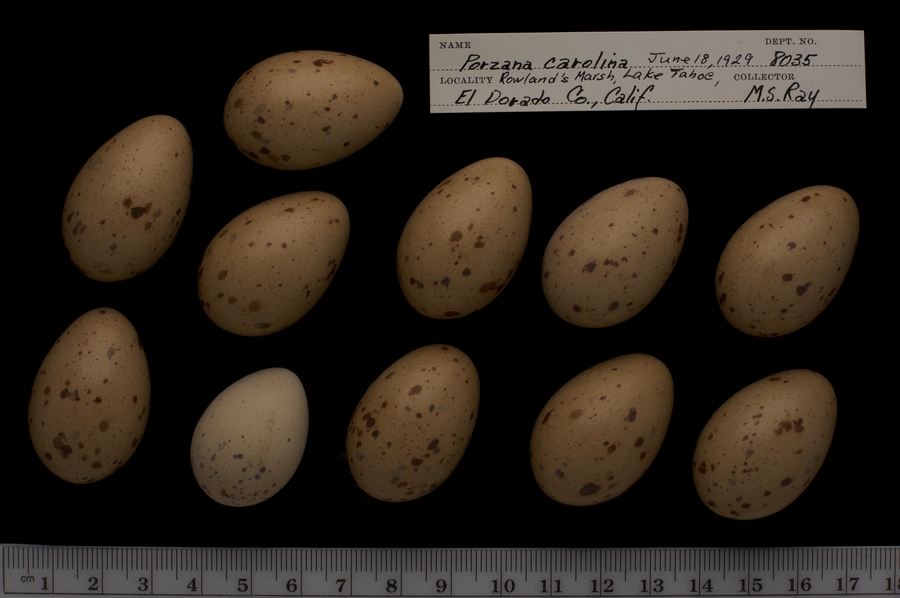 NAME DEPT. NO.
Porzana carolina June 18, 1929 8035
LOCALITY Rowland's Marsh, Lake Tahoe, COLLECTOR
El Dorado Co., Calif. M.S. Ray
cm 1 2 3 4 5 6 7 8 9 10 11 12 13 14 15 16 17